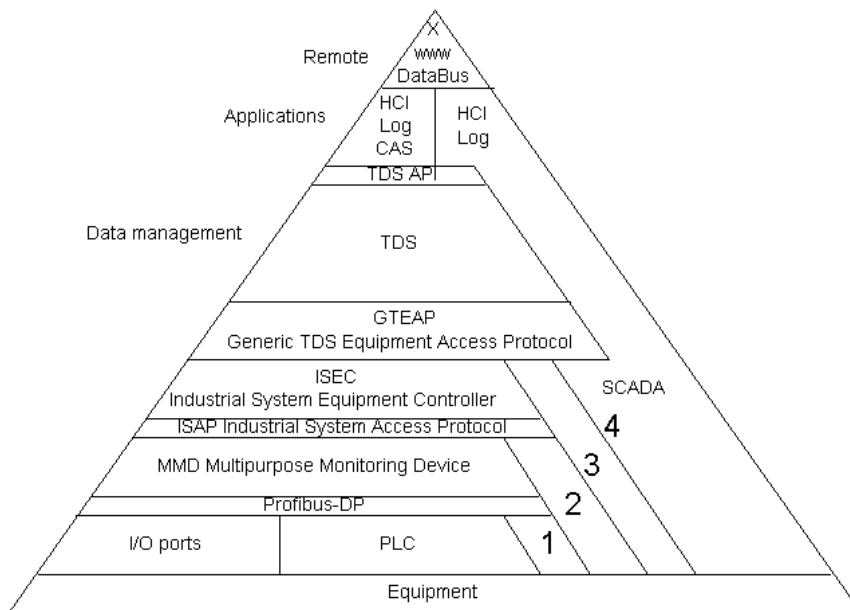 X
Remote
www
DataBus
Applications
HCI
Log
CAS
HCI
Log
TDS API
Data management
TDS
GTEAP
Generic TDS Equipment Access Protocol
ISEC
Industrial System Equipment Controller
SCADA
ISAP Industrial System Access Protocol
4
MMD Multipurpose Monitoring Device
3
Profibus-DP
2
I/O ports
PLC
1
Equipment